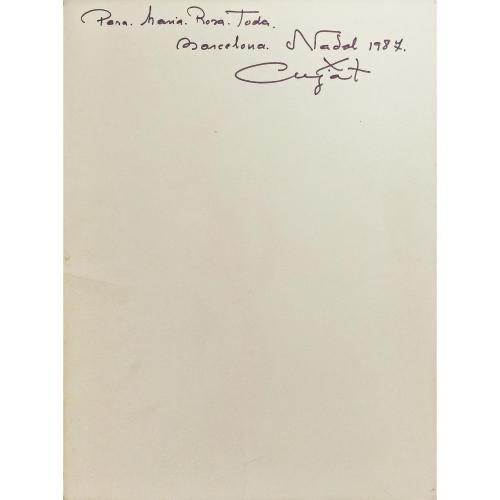 Para. Maria. Rosa. Toda.
Barcelona. Nadal 1987.
Cugat